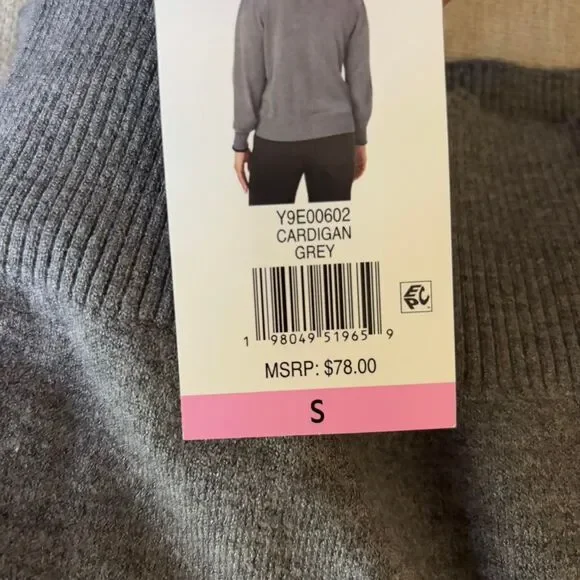 Y9E00602
CARDIGAN
GREY
EPC
1 98049 51965 9
MSRP: $78.00
S